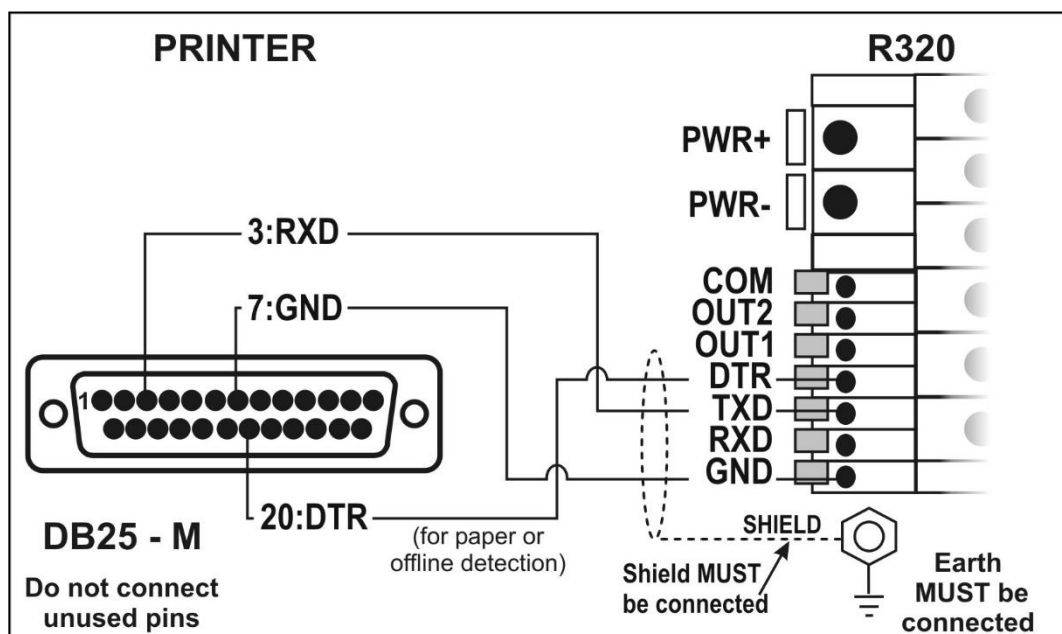 PRINTER
R320
PWR+
PWR-
3:RXD
7:GND
COM
OUT2
OUT1
DTR
TXD
RXD
GND
1
20:DTR
(for paper or
offline detection)
SHIELD
DB25 - M
Do not connect
unused pins
Shield MUST
be connected
Earth
MUST be
connected